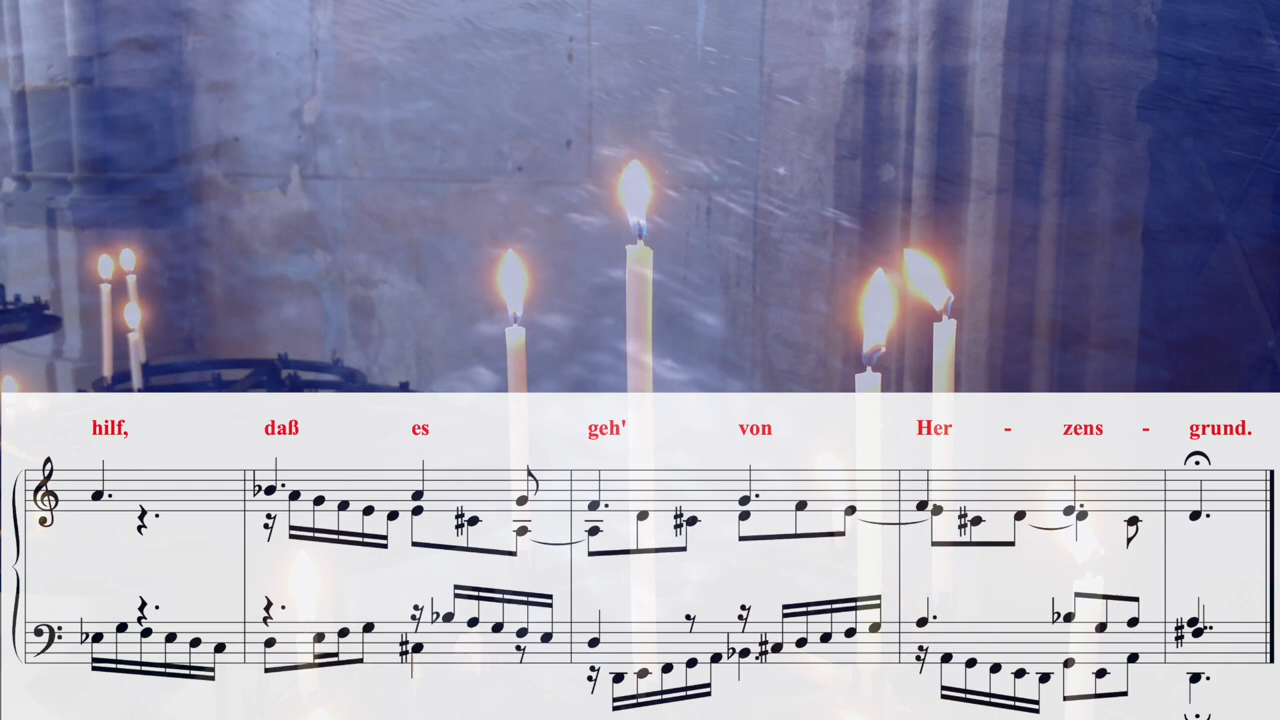 hilf, daß es geh' von Her - zens - grund.